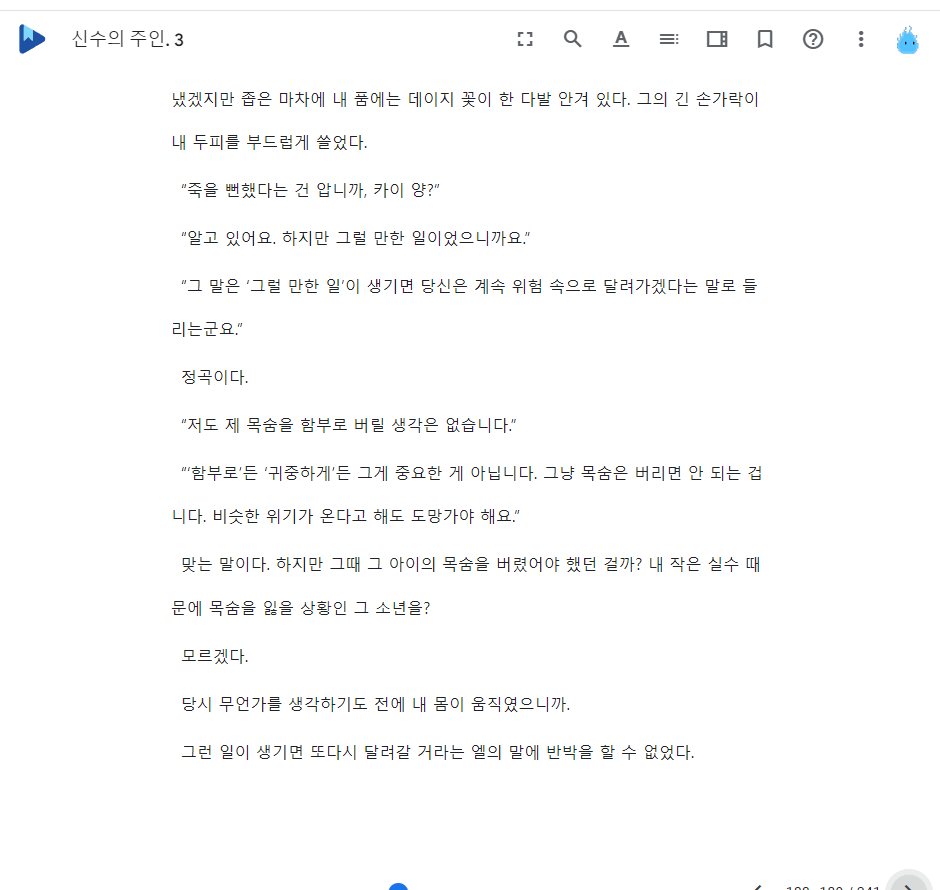 신수의 주인. 3
냈겠지만 좁은 마차에 내 품에는 데이지 꽃이 한 다발 안겨 있다. 그의 긴 손가락이
내 두피를 부드럽게 쓸었다.
“죽을 뻔했다는 건 압니까, 카이 양?”
“알고 있어요. 하지만 그럴 만한 일이었으니까요.”
“그 말은 ‘그럴 만한 일’이 생기면 당신은 계속 위험 속으로 달려가겠다는 말로 들
리는군요.”
정곡이다.
“저도 제 목숨을 함부로 버릴 생각은 없습니다.”
“‘함부로’든 ‘귀중하게’든 그게 중요한 게 아닙니다. 그냥 목숨은 버리면 안 되는 겁
니다. 비슷한 위기가 온다고 해도 도망가야 해요.”
맞는 말이다. 하지만 그때 그 아이의 목숨을 버렸어야 했던 걸까? 내 작은 실수 때
문에 목숨을 잃을 상황인 그 소년을?
모르겠다.
당시 무언가를 생각하기도 전에 내 몸이 움직였으니까.
그런 일이 생기면 또다시 달려갈 거라는 엘의 말에 반박을 할 수 없었다.